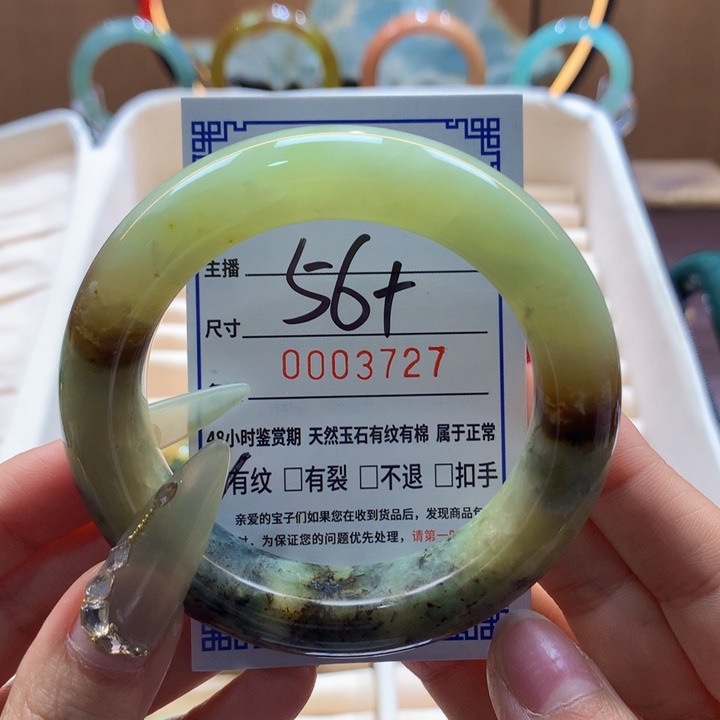 主播
56+
尺寸
0003727
48小时鉴赏期 天然玉石有纹有棉 属于正常
有纹 □有裂 □不退 □扣手
亲爱的宝子们如果您在收到货品后，发现商品
为保证您的问题优先处理，请第一